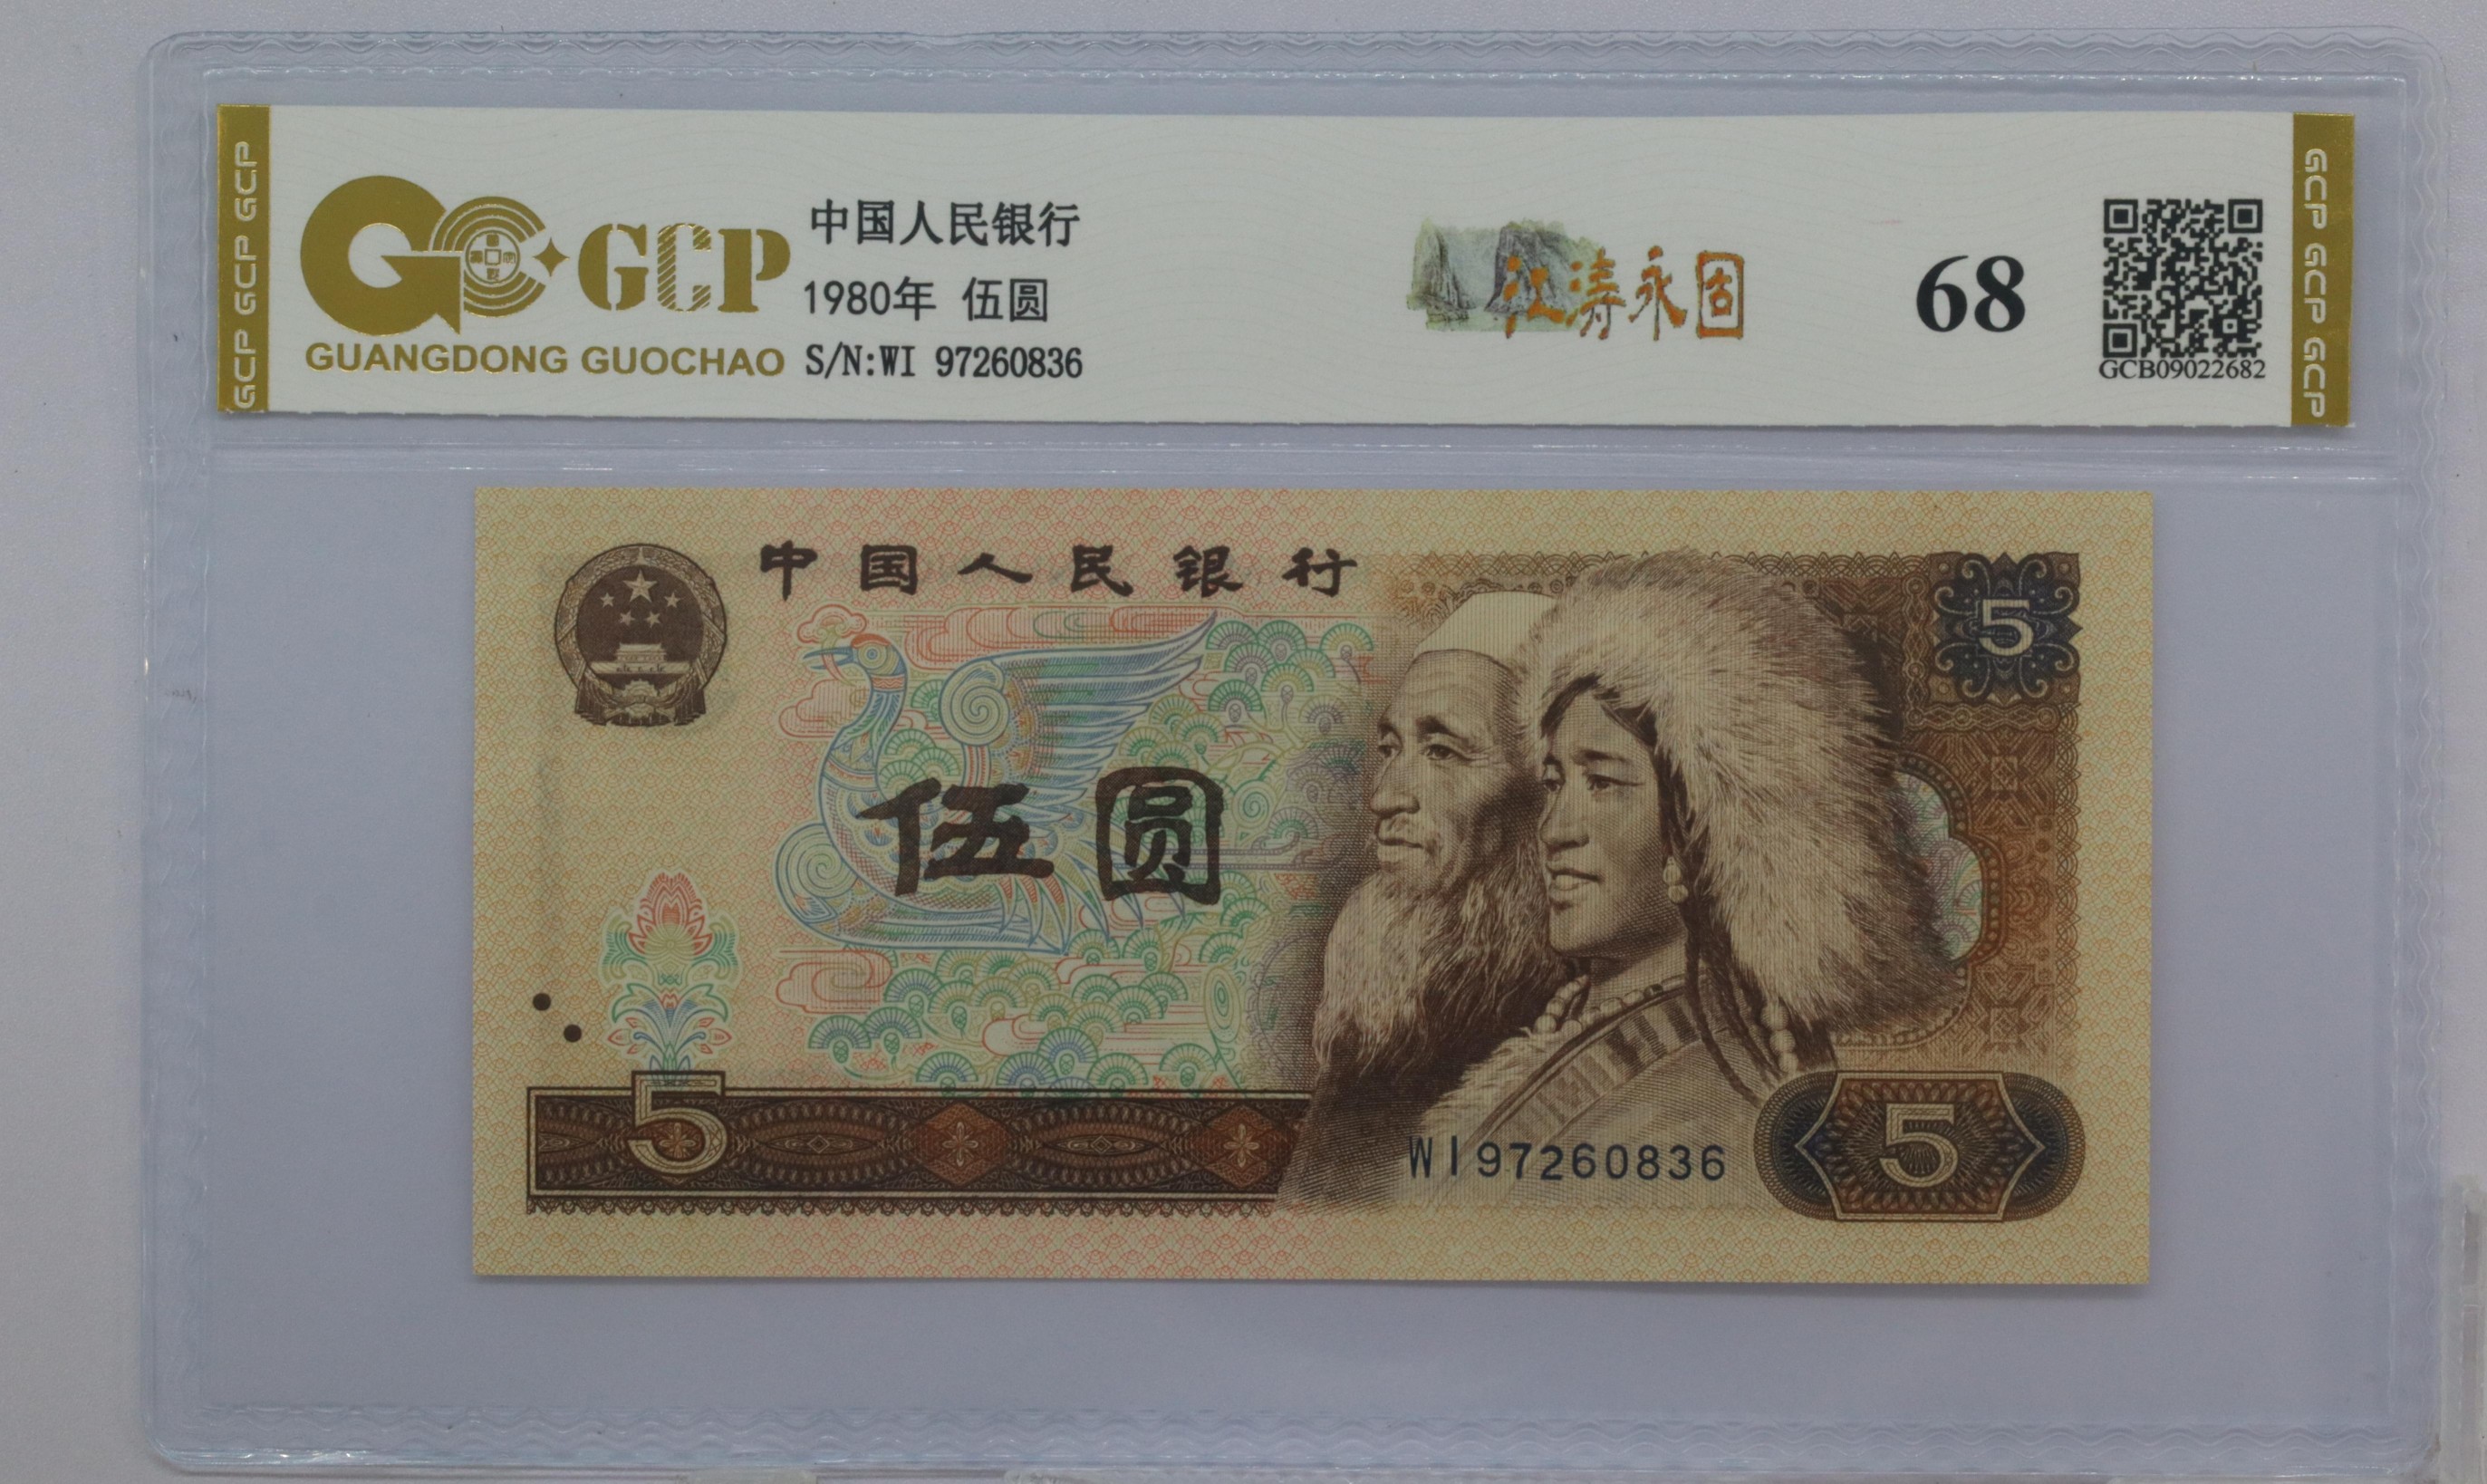 GCP GCP GCP
GCP
GUANGDONG GUOCHAO
中国人民银行
1980年 伍圆
S/N:WI 97260836
江涛永固
68
GCB09022682
GCP GCP GCP
中国人民银行
5
伍圆
5
WI97260836
5